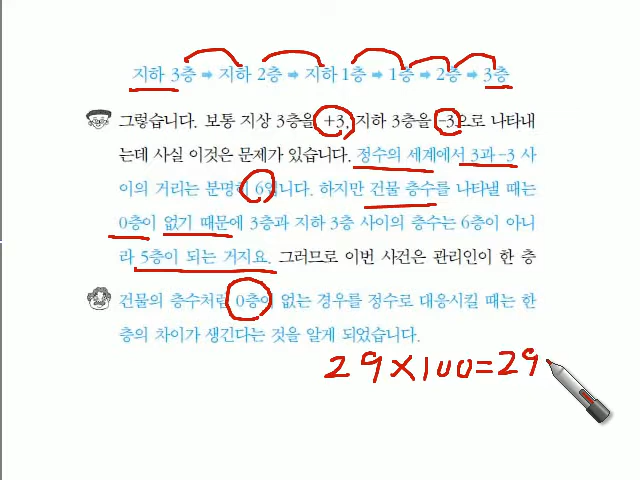 지하 3층 ➡ 지하 2층 ➡ 지하 1층 ➡ 1층 ➡ 2층 ➡ 3층
그렇습니다. 보통 지상 3층을 +3, 지하 3층을 -3으로 나타내
는데 사실 이것은 문제가 있습니다. 정수의 세계에서 3과 -3 사
이의 거리는 분명히 6입니다. 하지만 건물 층수를 나타낼 때는
0층이 없기 때문에 3층과 지하 3층 사이의 층수는 6층이 아니
라 5층이 되는 거지요. 그러므로 이번 사건은 관리인이 한 층
건물의 층수처럼 0층이 없는 경우를 정수로 대응시킬 때는 한
층의 차이가 생긴다는 것을 알게 되었습니다.
29×100=29